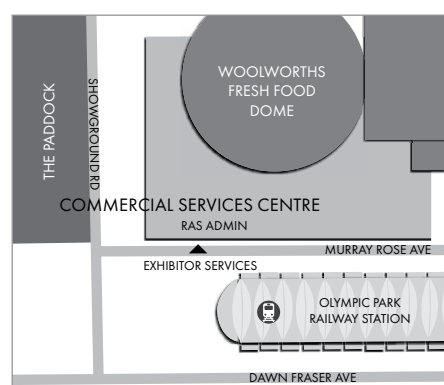 WOOLWORTHS
FRESH FOOD
DOME
THE PADDOCK
SHOWGROUND RD
COMMERCIAL SERVICES CENTRE
RAS ADMIN
MURRAY ROSE AVE
EXHIBITOR SERVICES
OLYMPIC PARK
RAILWAY STATION
DAWN FRASER AVE